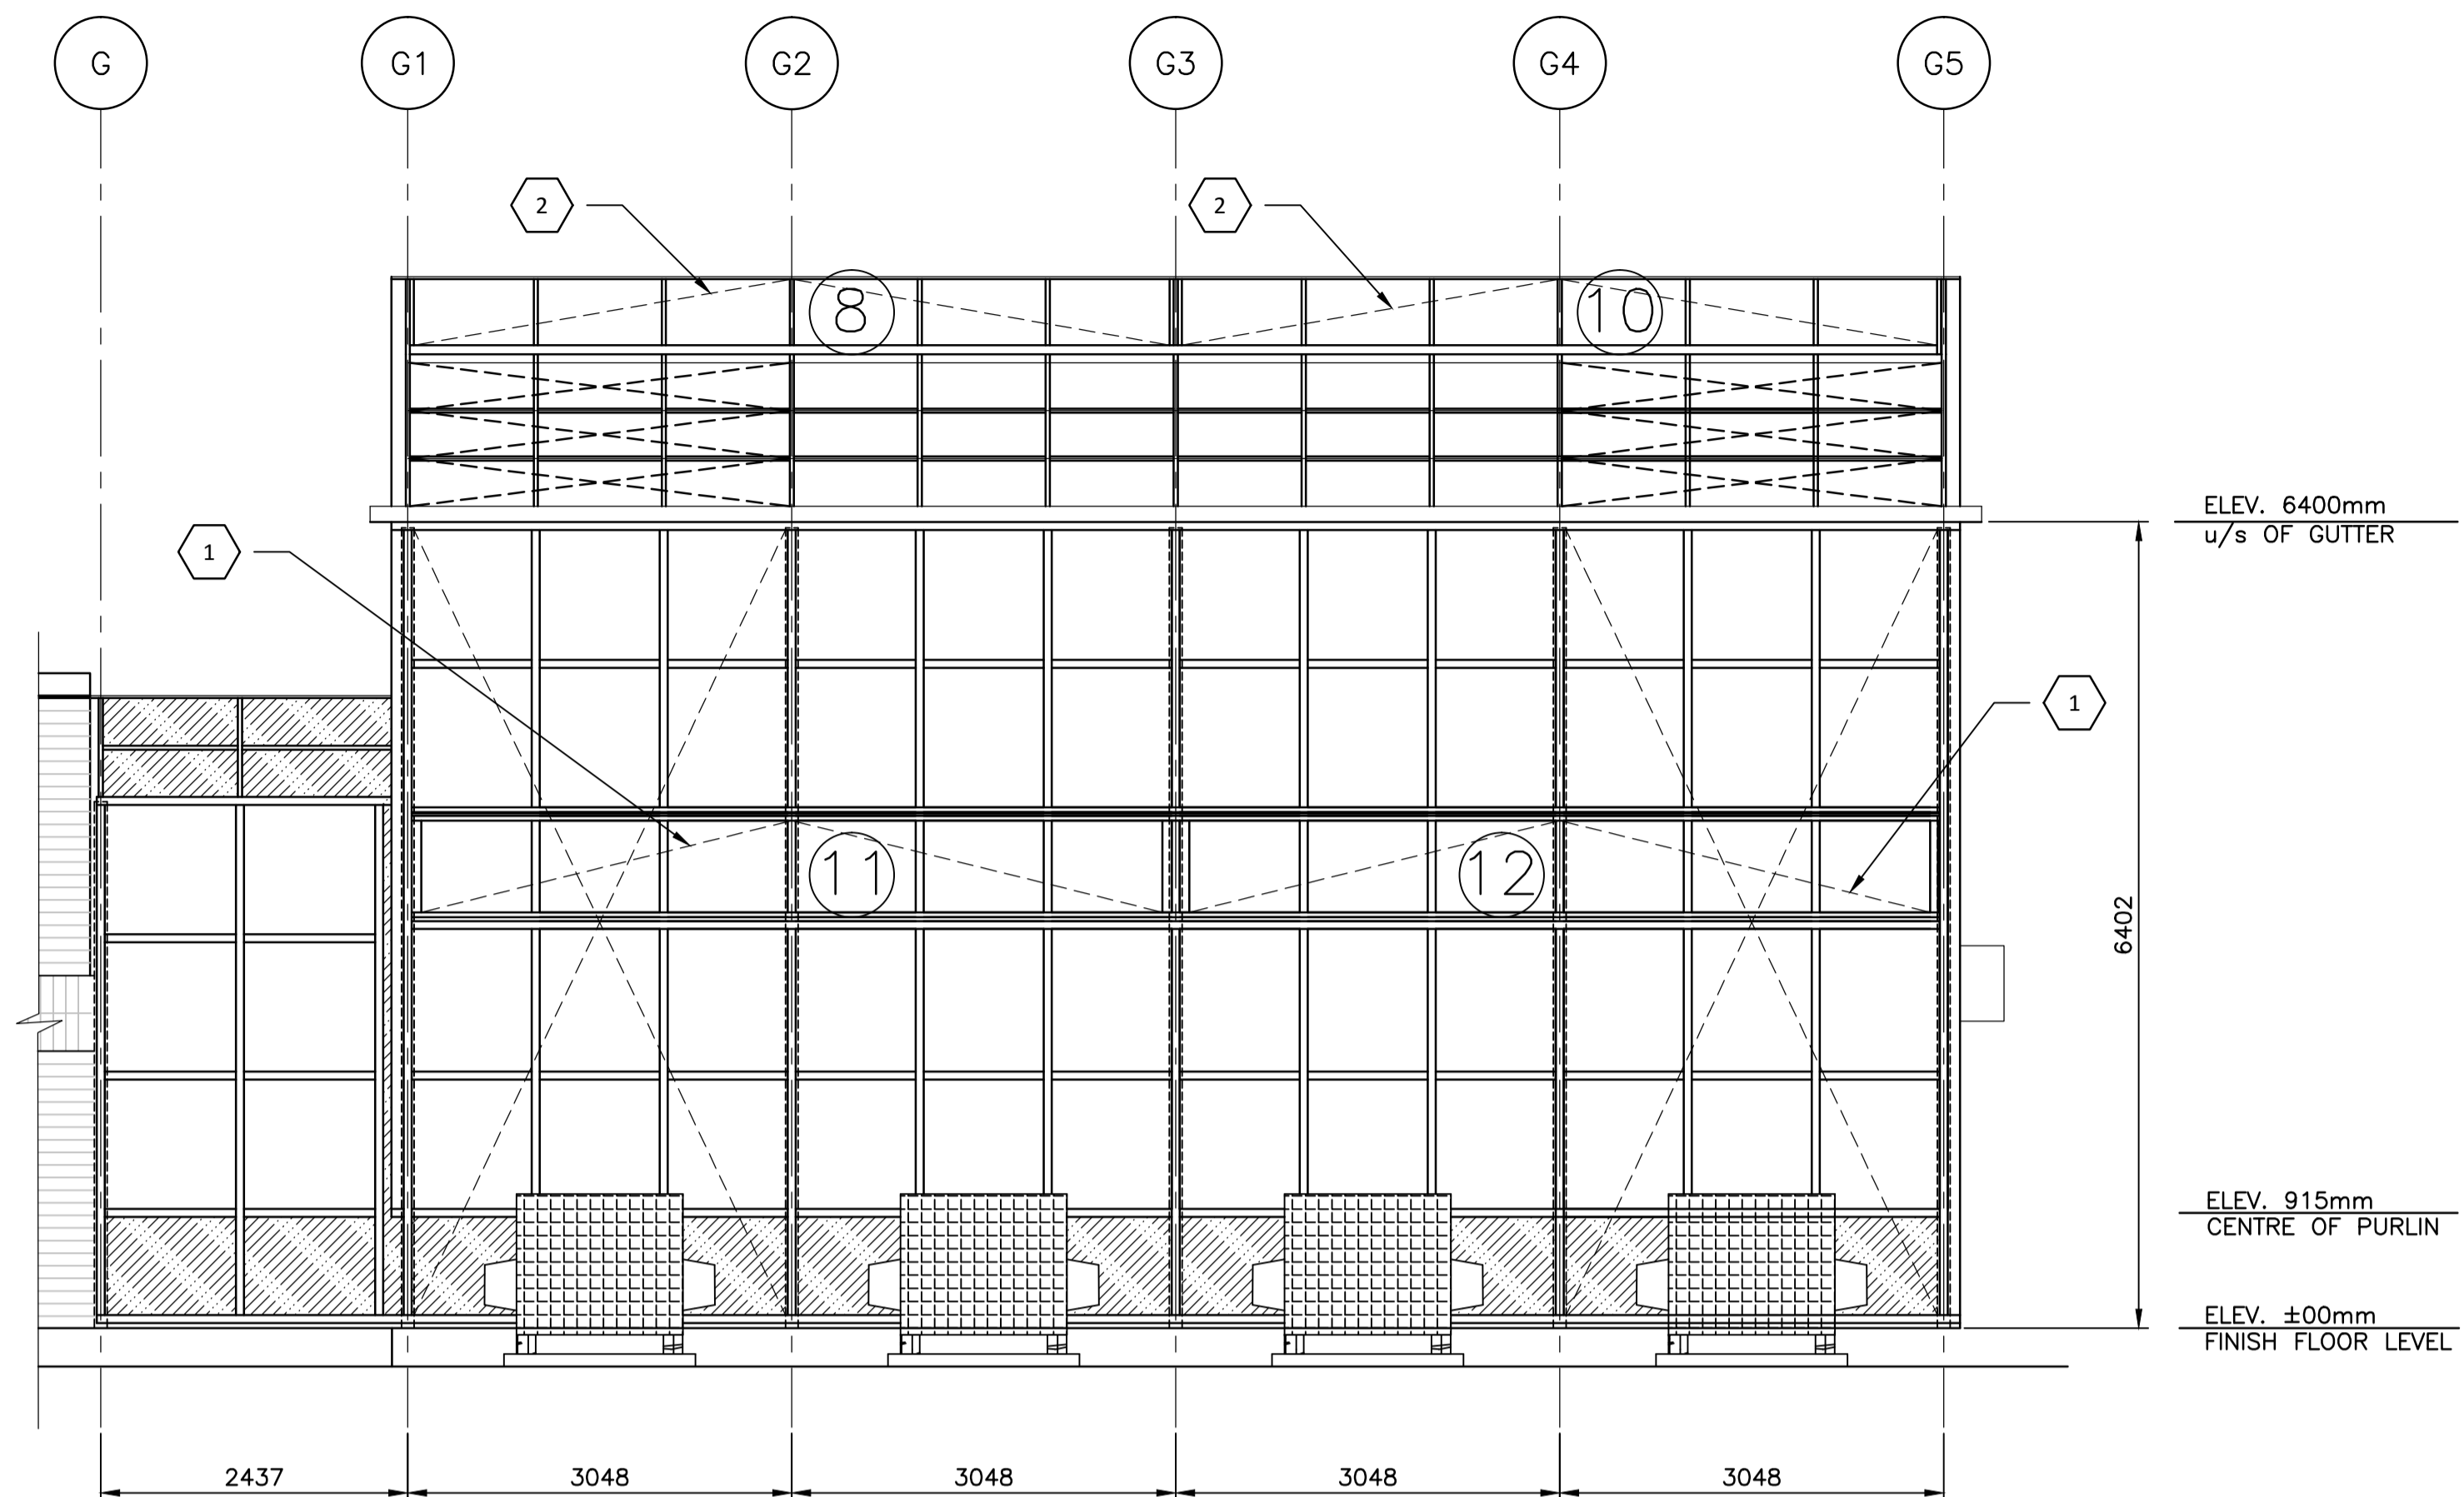 G G1 G2 G3 G4 G5
2 2
8 10
ELEV. 6400mm
u/s OF GUTTER
1
1
11 12
6402
ELEV. 915mm
CENTRE OF PURLIN
ELEV. ±00mm
FINISH FLOOR LEVEL
2437 3048 3048 3048 3048